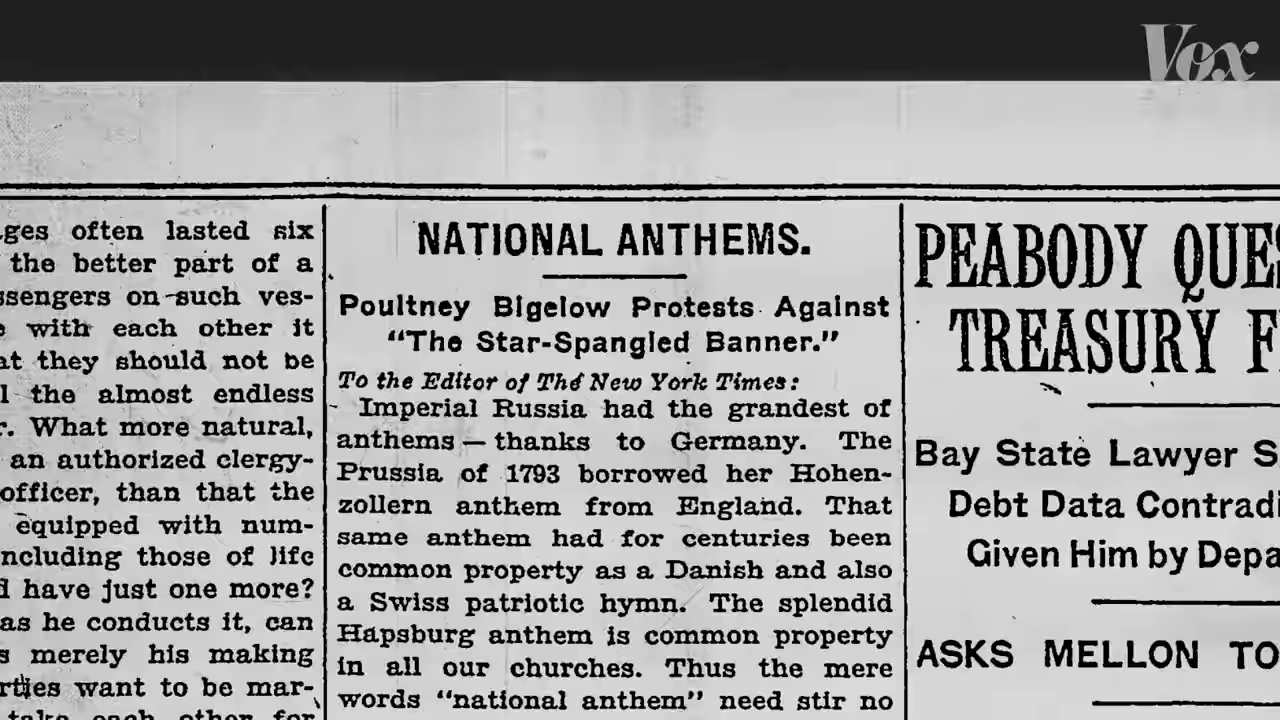 Vox
ges often lasted six
the better part of a
ssengers on such ves-
with each other it
at they should not be
l the almost endless
r. What more natural,
an authorized clergy-
officer, than that the
equipped with num-
ncluding those of life
d have just one more?
as he conducts it, can
s merely his making
rties want to be mar-
take each other for
NATIONAL ANTHEMS.
Poultney Bigelow Protests Against
"The Star-Spangled Banner."
To the Editor of The New York Times:
Imperial Russia had the grandest of
anthems — thanks to Germany. The
Prussia of 1793 borrowed her Hohen-
zollern anthem from England. That
same anthem had for centuries been
common property as a Danish and also
a Swiss patriotic hymn. The splendid
Hapsburg anthem is common property
in all our churches. Thus the mere
words "national anthem" need stir no
PEABODY QUES
TREASURY F
Bay State Lawyer S
Debt Data Contradi
Given Him by Depa
ASKS MELLON TO